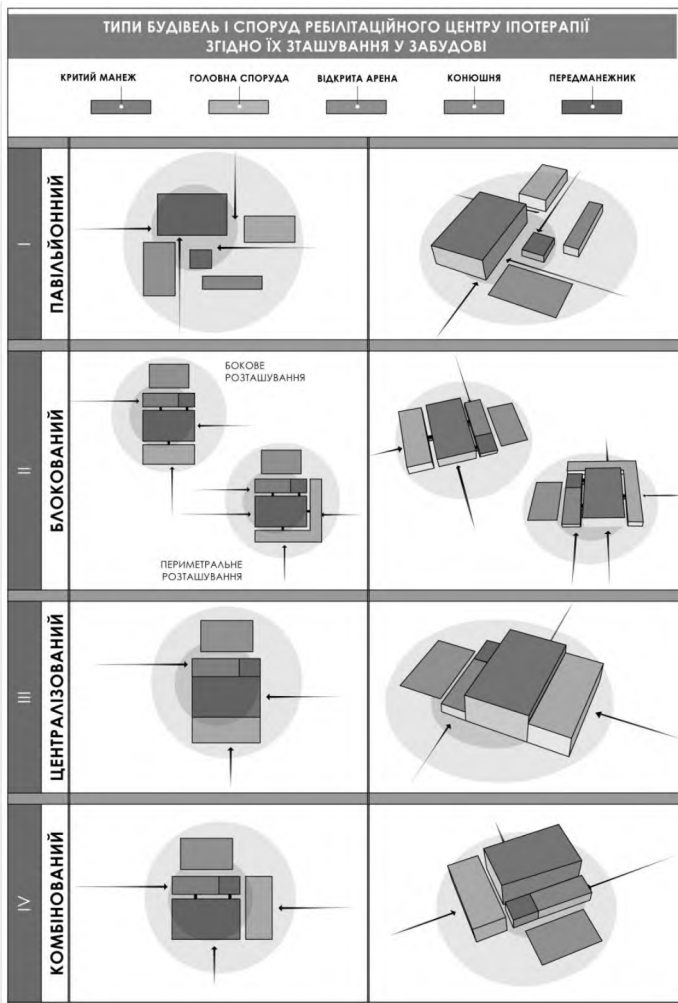 ТИПИ БУДІВЕЛЬ І СПОРУД РЕБІЛІТАЦІЙНОГО ЦЕНТРУ ІПОТЕРАПІЇ
ЗГІДНО ЇХ ЗТАШУВАННЯ У ЗАБУДОВІ
КРИТИЙ МАНЕЖ
ГОЛОВНА СПОРУДА
ВІДКРИТА АРЕНА
КОНЮШНЯ
ПЕРЕДМАНЕЖНИК
I
ПАВІЛЬЙОННИЙ
II
БЛОКОВАНИЙ
БОКОВЕ
РОЗТАШУВАННЯ
ПЕРИМЕТРАЛЬНЕ
РОЗТАШУВАННЯ
III
ЦЕНТРАЛІЗОВАНИЙ
IV
КОМБІНОВАНИЙ